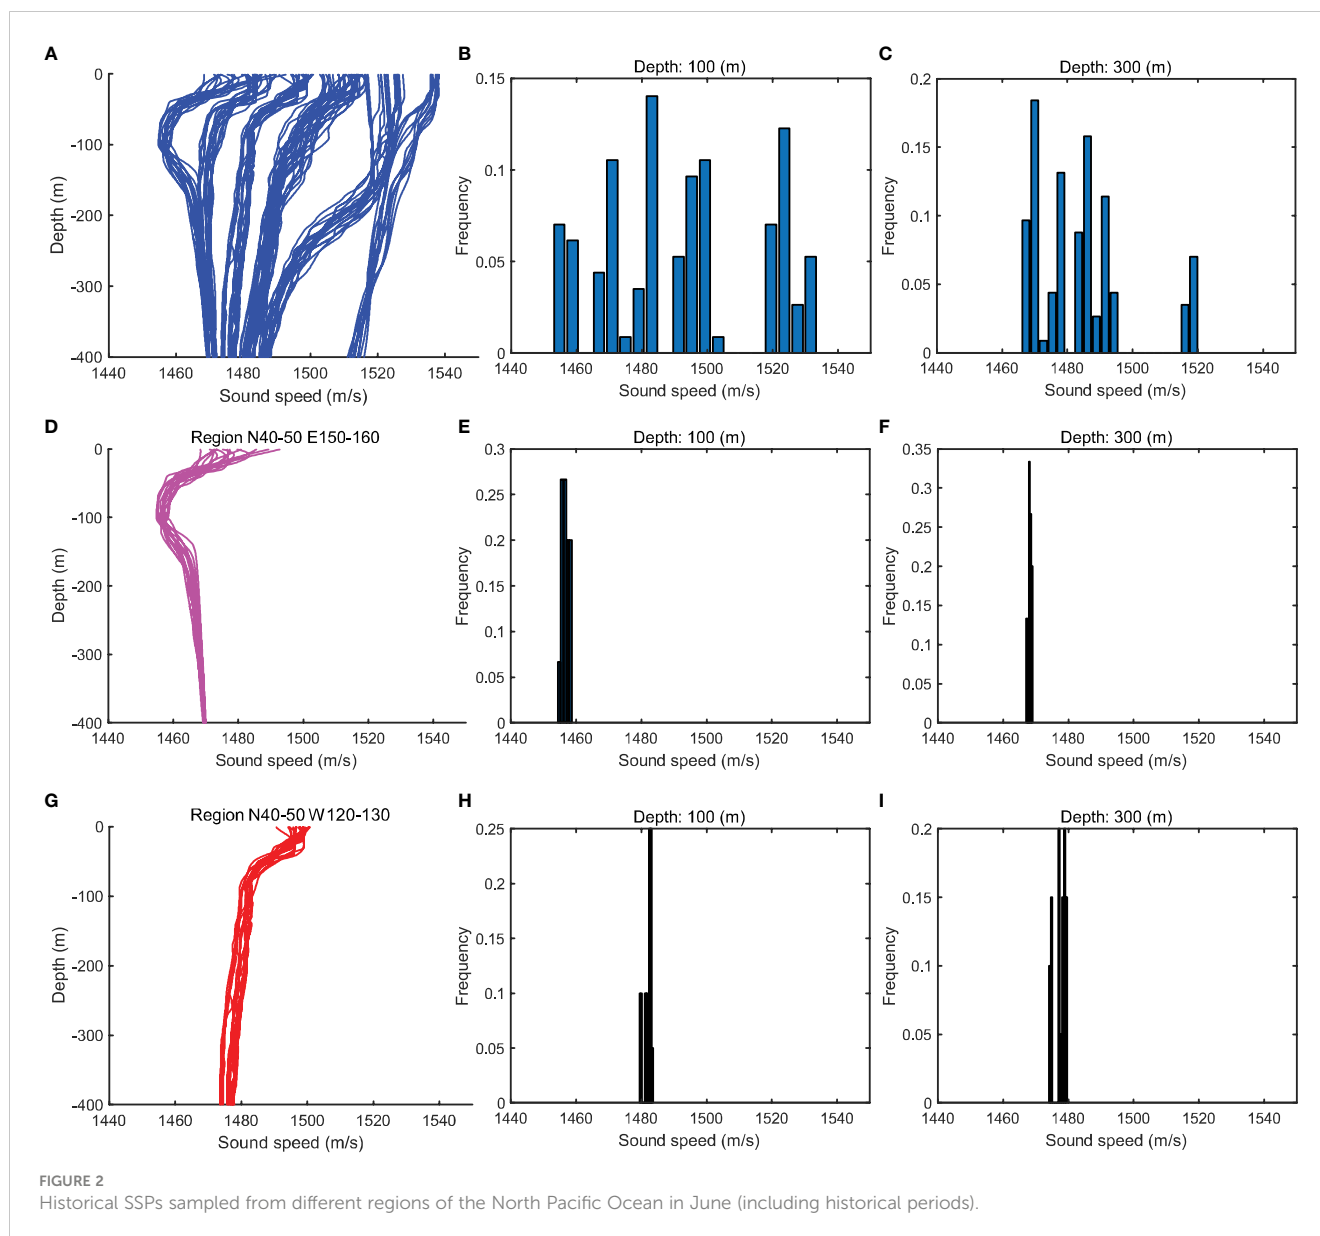 A
0
-100
-200
-300
-400
1440 1460 1480 1500 1520 1540
Depth (m)
Sound speed (m/s)
B
Depth: 100 (m)
0.15
0.1
0.05
0
1440 1460 1480 1500 1520 1540
Frequency
Sound speed (m/s)
C
Depth: 300 (m)
0.2
0.15
0.1
0.05
0
1440 1460 1480 1500 1520 1540
Frequency
Sound speed (m/s)
D
Region N40-50 E150-160
0
-100
-200
-300
-400
1440 1460 1480 1500 1520 1540
Depth (m)
Sound speed (m/s)
E
Depth: 100 (m)
0.3
0.25
0.2
0.15
0.1
0.05
0
1440 1460 1480 1500 1520 1540
Frequency
Sound speed (m/s)
F
Depth: 300 (m)
0.35
0.3
0.25
0.2
0.15
0.1
0.05
0
1440 1460 1480 1500 1520 1540
Frequency
Sound speed (m/s)
G
Region N40-50 W120-130
0
-100
-200
-300
-400
1440 1460 1480 1500 1520 1540
Depth (m)
Sound speed (m/s)
H
Depth: 100 (m)
0.25
0.2
0.15
0.1
0.05
0
1440 1460 1480 1500 1520 1540
Frequency
Sound speed (m/s)
I
Depth: 300 (m)
0.2
0.15
0.1
0.05
0
1440 1460 1480 1500 1520 1540
Frequency
Sound speed (m/s)
FIGURE 2
Historical SSPs sampled from different regions of the North Pacific Ocean in June (including historical periods).